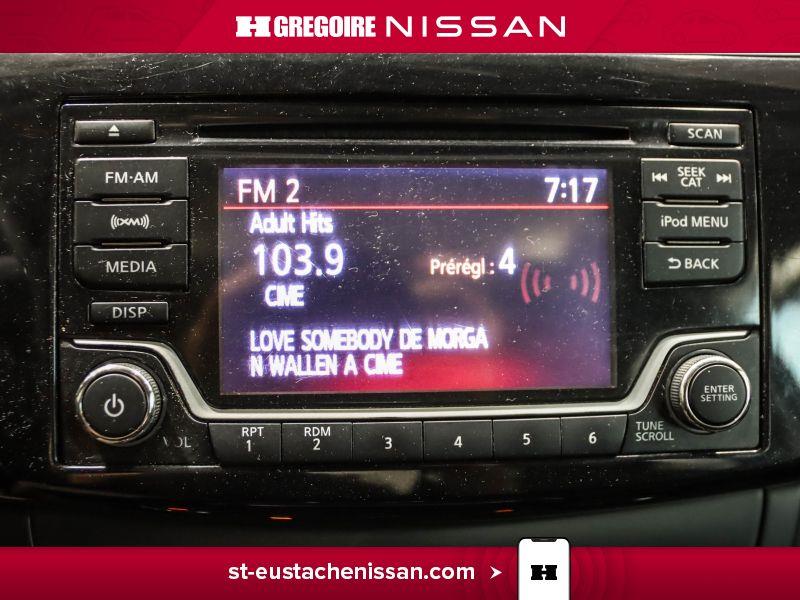 H GREGOIRE NISSAN
SCAN
FM·AM
SEEK
CAT
XM
iPod MENU
MEDIA
BACK
DISP
FM 2 7:17
Adult Hits
103.9 Prérégl : 4
CIME
LOVE SOMEBODY DE MORGA
N WALLEN A CIME
ENTER
SETTING
VOL
RPT
1
RDM
2
3
4
5
6
TUNE
SCROLL
st-eustachenissan.com
H